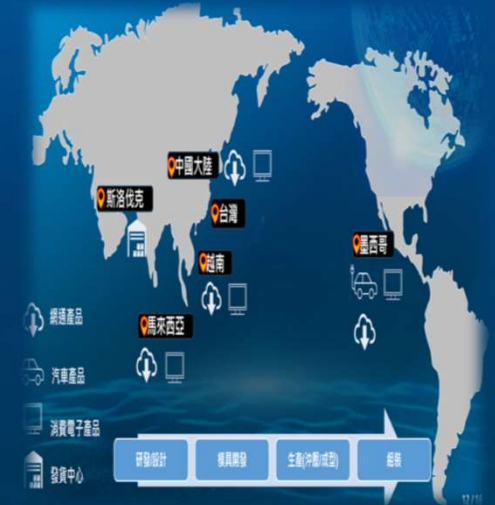 中國大陸
斯洛伐克
台灣
墨西哥
越南
馬來西亞
網通產品
汽車產品
消費電子產品
發貨中心
研發/設計
模具開發
生產(沖壓/成型)
組裝